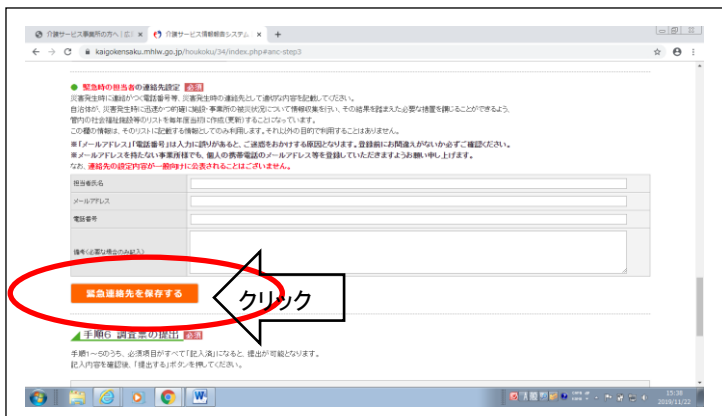 介護サービス事業所の方へ（広）
介護サービス情報報告システム
kaigokensaku.mhlw.go.jp/houkoku/34/index.php#anc-step3
● 緊急時の担当者の連絡先設定 必須
災害発生時に連絡がつく電話番号等、災害発生時の連絡先として適切な内容を記載してください。
自治体が、災害発生時に迅速かつ的確に施設・事業所の被災状況について情報収集を行い、その結果を踏まえた必要な措置を講じることができるよう、
管内の社会福祉施設等のリストを毎年度当初に作成（更新）することになっています。
この欄の情報は、そのリストに記載する情報としてのみ利用します。それ以外の目的で利用することはありません。
※「メールアドレス」「電話番号」は入力に誤りがあると、ご迷惑をおかけする原因となります。登録前にお間違えがないか必ずご確認ください。
※メールアドレスを持たない事業所様でも、個人の携帯電話のメールアドレス等を登録していただきますようお願い申し上げます。
なお、連絡先の設定内容が一般向けに公表されることはございません。
担当者氏名
メールアドレス
電話番号
備考（必要な場合のみ記入）
緊急連絡先を保存する
クリック
手順6 調査票の提出 必須
手順1～5のうち、必須項目がすべて「記入済」になると、提出が可能となります。
記入内容を確認後、「提出する」ボタンを押してください。
15:38
2019/11/22